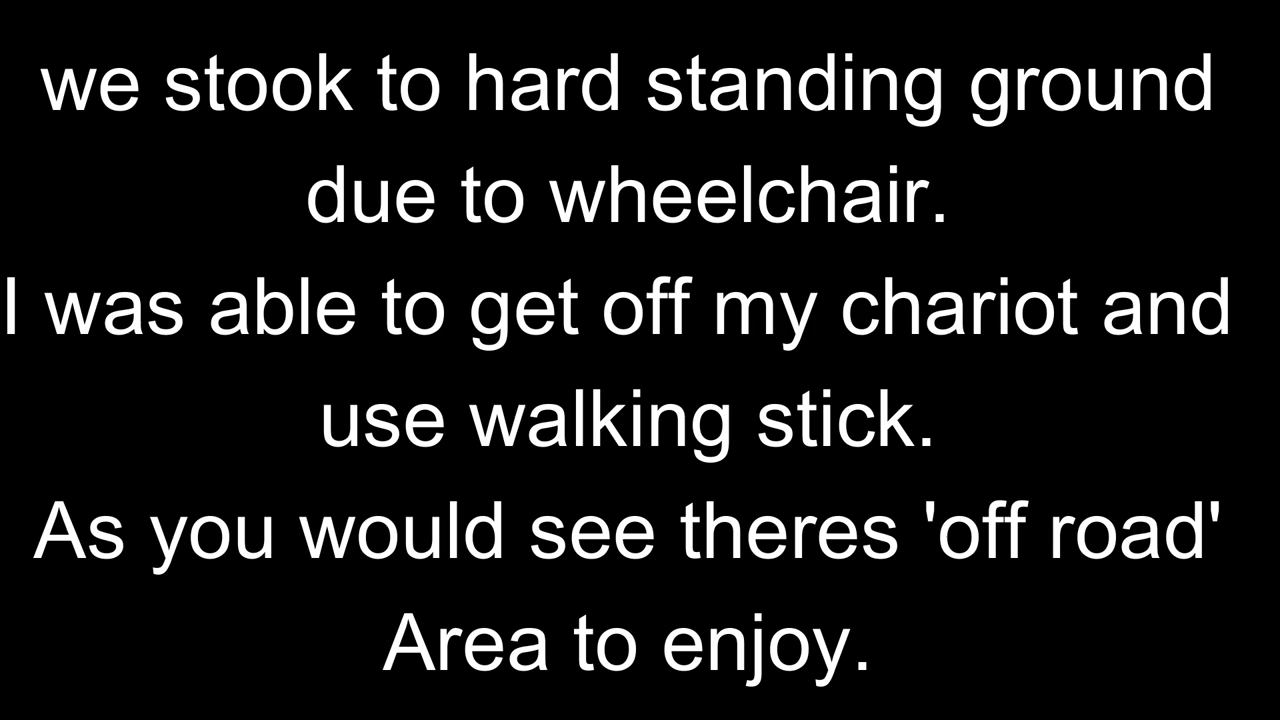 we stook to hard standing ground
due to wheelchair.
I was able to get off my chariot and
use walking stick.
As you would see theres 'off road'
Area to enjoy.